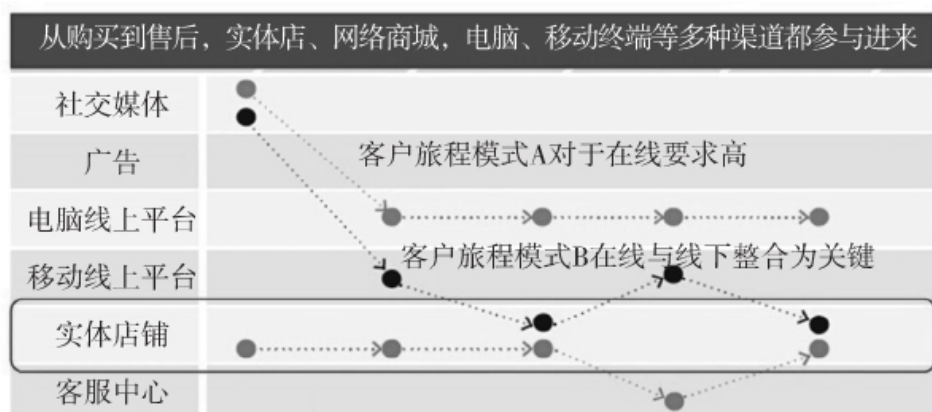 从购买到售后，实体店、网络商城，电脑、移动终端等多种渠道都参与进来
社交媒体
广告
客户旅程模式A对于在线要求高
电脑线上平台
客户旅程模式B在线与线下整合为关键
移动线上平台
实体店铺
客服中心